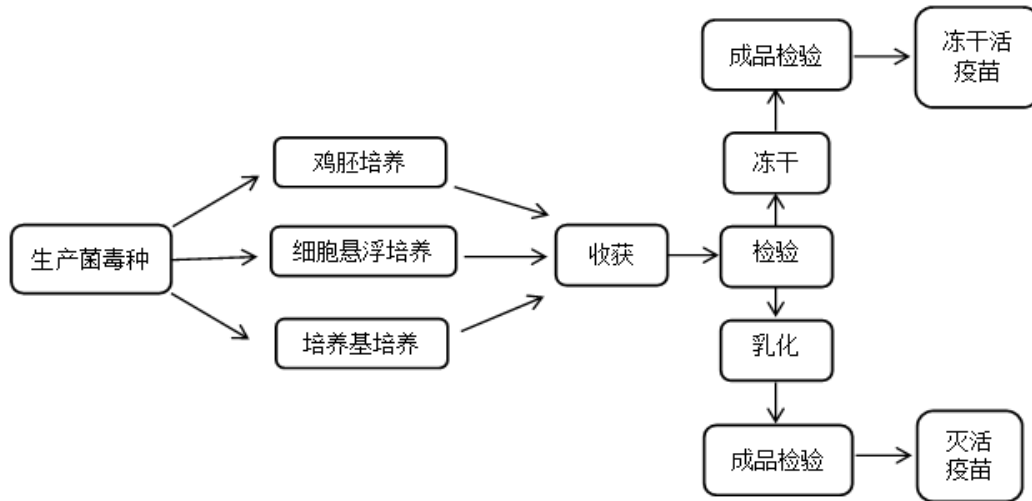 成品检验
冻干活
疫苗
鸡胚培养
冻干
生产菌毒种
细胞悬浮培养
收获
检验
培养基培养
乳化
成品检验
灭活
疫苗